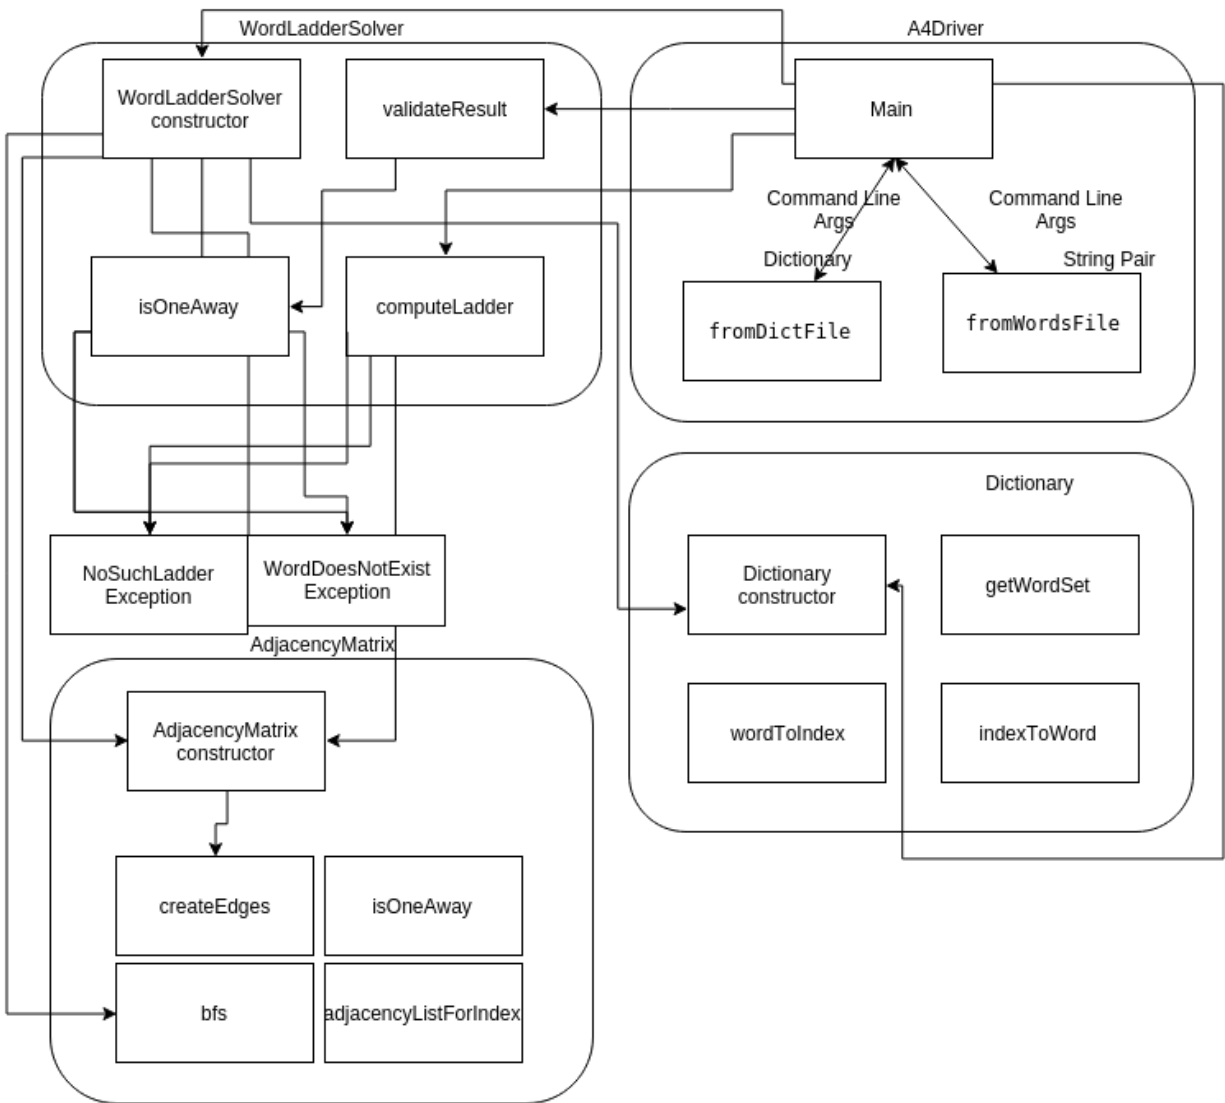 WordLadderSolver
A4Driver
WordLadderSolver
constructor
validateResult
Main
Command Line
Args
Command Line
Args
Dictionary
String Pair
isOneAway
computeLadder
fromDictFile
fromWordsFile
Dictionary
NoSuchLadder
Exception
WordDoesNotExist
Exception
Dictionary
constructor
getWordSet
AdjacencyMatrix
AdjacencyMatrix
constructor
wordToIndex
indexToWord
createEdges
isOneAway
bfs
adjacencyListForIndex